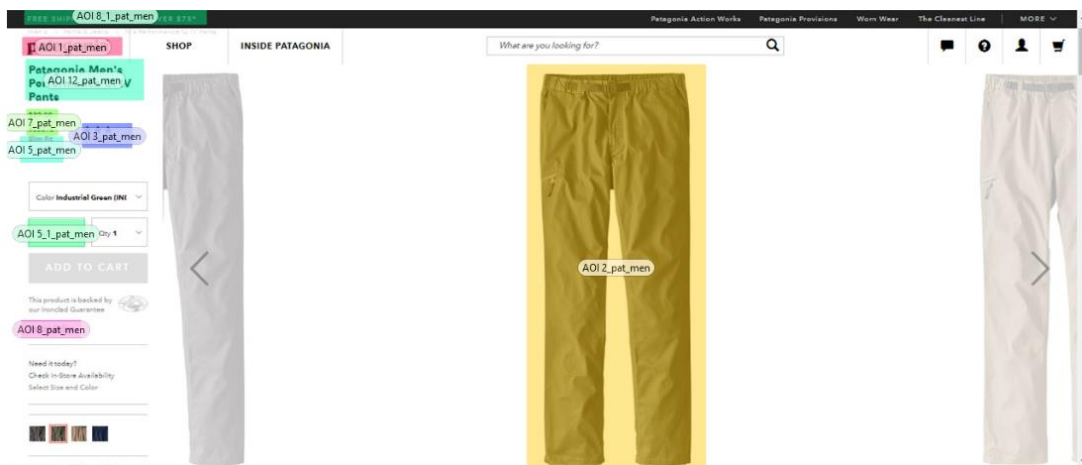 FREE SHIP AOI 8_1_pat_men VER $75*
Patagonia Action Works
Patagonia Provisions
Worn Wear
The Cleanest Line
MORE
AOI 1_pat_men
SHOP
INSIDE PATAGONIA
What are you looking for?
Patagonia Men's
AOI 12_pat_men
Pants
AOI 7_pat_men
AOI 3_pat_men
AOI 5_pat_men
Color Industrial Green (INI
AOI 5_1_pat_men
Qty 1
ADD TO CART
AOI 2_pat_men
This product is backed by
our Ironclad Guarantee
AOI 8_pat_men
Need it today?
Check In-Store Availability
Select Size and Color